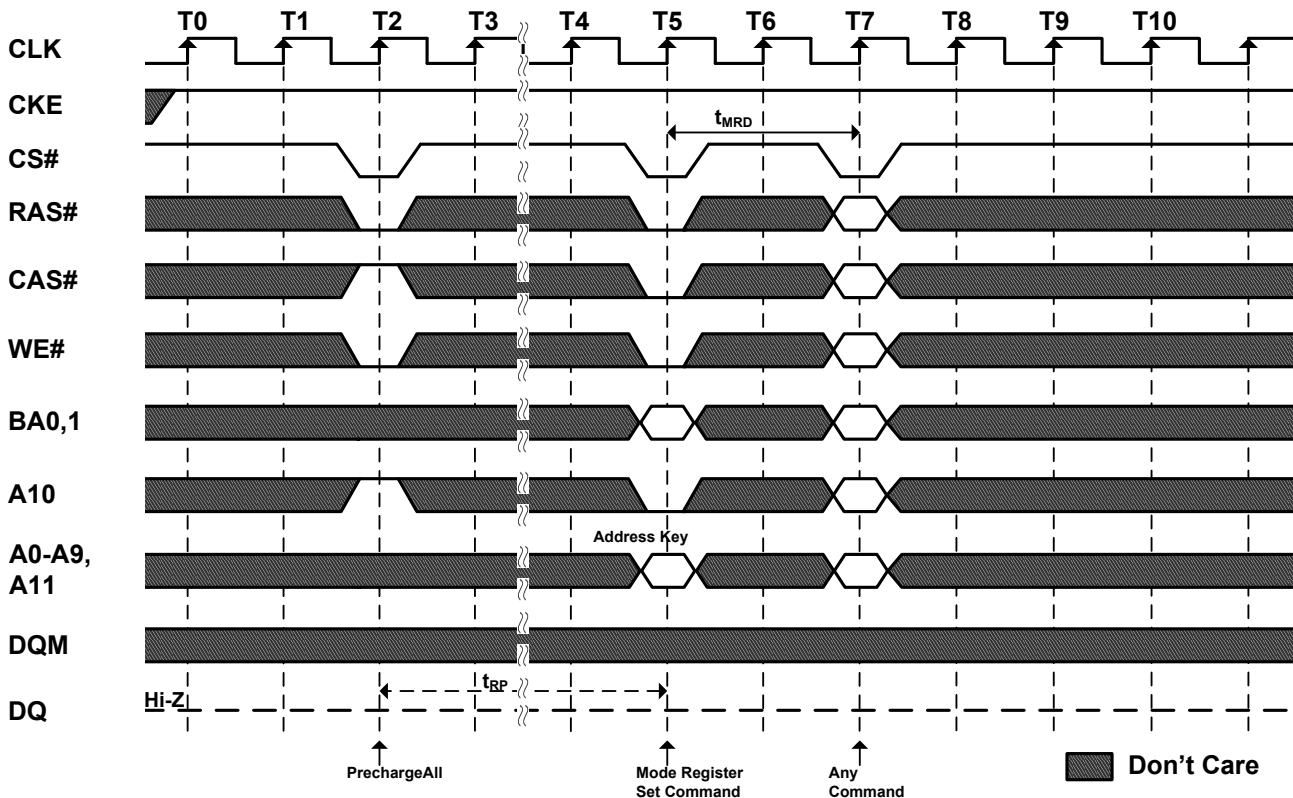 T0 T1 T2 T3 T4 T5 T6 T7 T8 T9 T10
CLK
CKE
tMRD
CS#
RAS#
CAS#
WE#
BA0,1
A10
Address Key
A0-A9,
A11
DQM
tRP
Hi-Z
DQ
PrechargeAll
Mode Register
Set Command
Any
Command
Don't Care